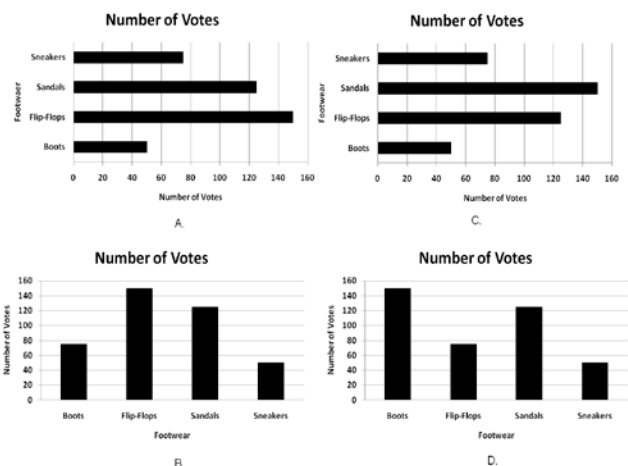 Number of Votes
Sneakers
Sandals
Flip-Flops
Boots
Footwaer
0 20 40 60 80 100 120 140 160
Number of Votes
A.
Number of Votes
Sneakers
Sandals
Flip-Flops
Boots
Footwear
0 20 40 60 80 100 120 140 160
Number of Votes
C.
Number of Votes
160
140
120
100
80
60
40
20
0
Number of Votes
Boots Flip-Flops Sandals Sneakers
Footwear
B.
Number of Votes
160
140
120
100
80
60
40
20
0
Number of Votes
Boots Flip-Flops Sandals Sneakers
Footwear
D.